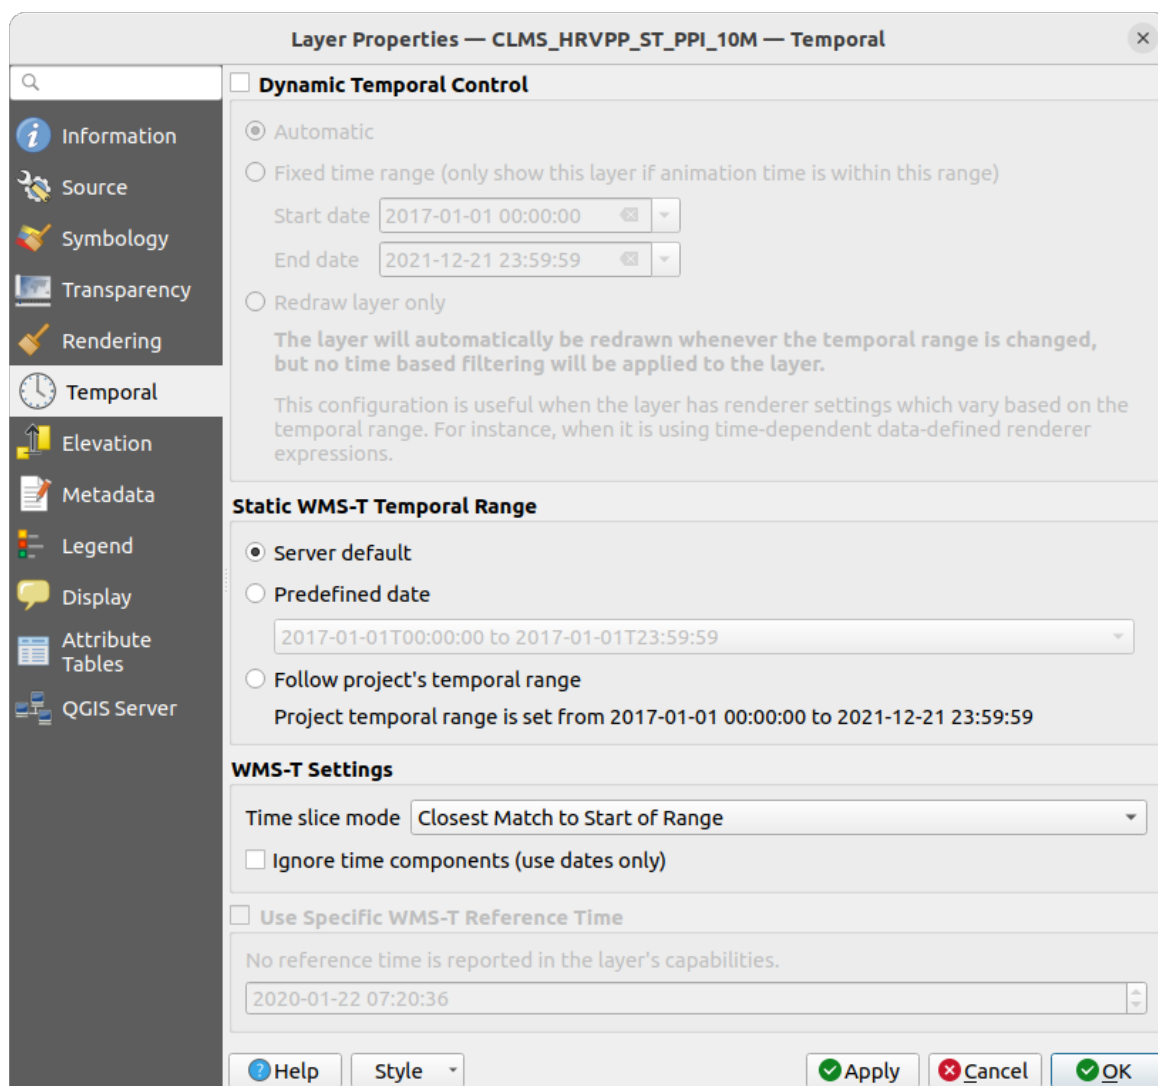 Layer Properties — CLMS_HRVPP_ST_PPI_10M — Temporal
Information
Source
Symbology
Transparency
Rendering
Temporal
Elevation
Metadata
Legend
Display
Attribute
Tables
QGIS Server
Dynamic Temporal Control
Automatic
Fixed time range (only show this layer if animation time is within this range)
Start date 2017-01-01 00:00:00
End date 2021-12-21 23:59:59
Redraw layer only
The layer will automatically be redrawn whenever the temporal range is changed,
but no time based filtering will be applied to the layer.
This configuration is useful when the layer has renderer settings which vary based on the
temporal range. For instance, when it is using time-dependent data-defined renderer
expressions.
Static WMS-T Temporal Range
Server default
Predefined date
2017-01-01T00:00:00 to 2017-01-01T23:59:59
Follow project's temporal range
Project temporal range is set from 2017-01-01 00:00:00 to 2021-12-21 23:59:59
WMS-T Settings
Time slice mode Closest Match to Start of Range
Ignore time components (use dates only)
Use Specific WMS-T Reference Time
No reference time is reported in the layer's capabilities.
2020-01-22 07:20:36
Help Style Apply Cancel OK